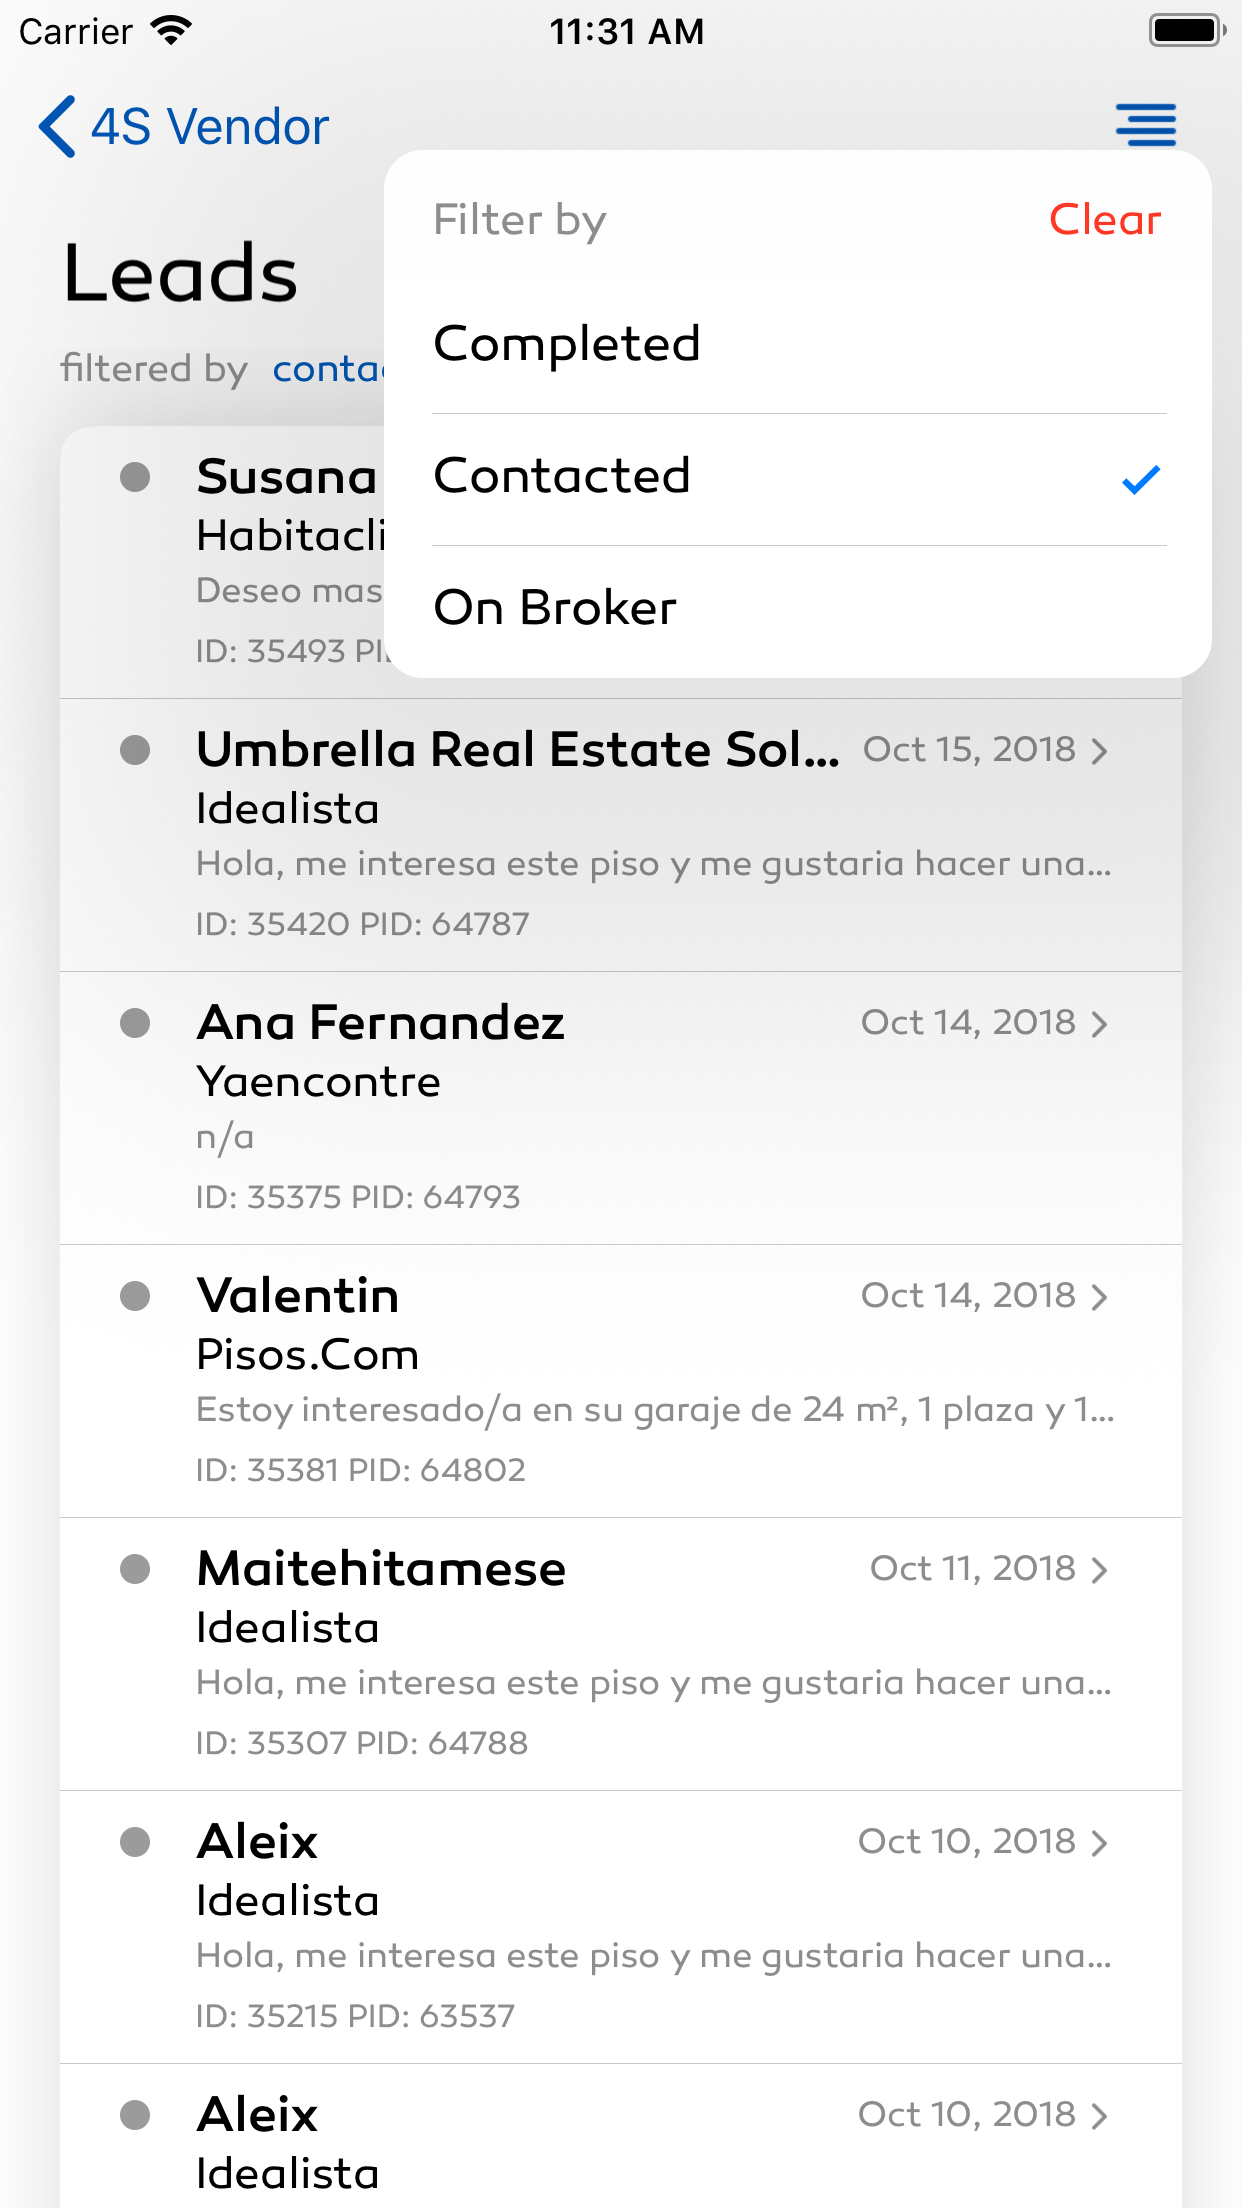 Carrier 11:31 AM
4S Vendor
Filter by Clear
Leads
Completed
filtered by
Contacted
Susana
Habitacli
Deseo mas
On Broker
ID: 35493
Umbrella Real Estate Sol... Oct 15, 2018
Idealista
Hola, me interesa este piso y me gustaria hacer una...
ID: 35420 PID: 64787
Ana Fernandez Oct 14, 2018
Yaencontre
n/a
ID: 35375 PID: 64793
Valentin Oct 14, 2018
Pisos.Com
Estoy interesado/a en su garaje de 24 m², 1 plaza y 1...
ID: 35381 PID: 64802
Maitehitamese Oct 11, 2018
Idealista
Hola, me interesa este piso y me gustaria hacer una...
ID: 35307 PID: 64788
Aleix Oct 10, 2018
Idealista
Hola, me interesa este piso y me gustaria hacer una...
ID: 35215 PID: 63537
Aleix Oct 10, 2018
Idealista